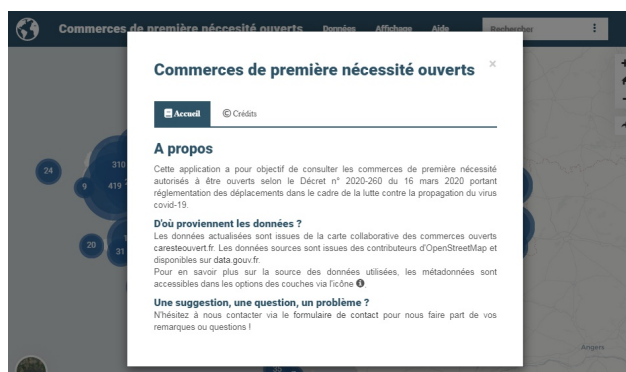 Commerces de première néccesité ouverts Données Affichage Aide Rechercher
Commerces de première nécessité ouverts ×
Accueil © Crédits
A propos
Cette application a pour objectif de consulter les commerces de première nécessité
autorisés à être ouverts selon le Décret n° 2020-260 du 16 mars 2020 portant
réglementation des déplacements dans le cadre de la lutte contre la propagation du virus
covid-19.
D'où proviennent les données ?
Les données actualisées sont issues de la carte collaborative des commerces ouverts
caresteouvert.fr. Les données sources sont issues des contributeurs d'OpenStreetMap et
disponibles sur data.gouv.fr.
Pour en savoir plus sur la source des données utilisées, les métadonnées sont
accessibles dans les options des couches via l'icône
Une suggestion, une question, un problème ?
N'hésitez à nous contacter via le formulaire de contact pour nous faire part de vos
remarques ou questions !
24
310
9 419
20
31
Angers